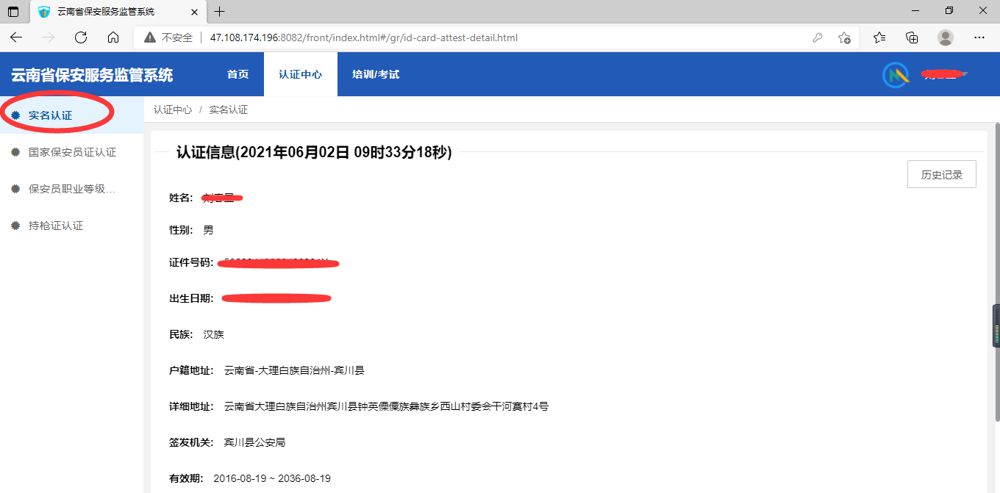 云南省保安服务监管系统
不安全
47.108.174.196:8082/front/index.html#/gr/id-card-attest-detail.html
云南省保安服务监管系统 首页 认证中心 培训/考试
实名认证
国家保安员证认证
保安员职业等级...
持枪证认证
认证中心 / 实名认证
认证信息(2021年06月02日 09时33分18秒)
历史记录
姓名:
性别: 男
证件号码:
出生日期:
民族: 汉族
户籍地址: 云南省-大理白族自治州-宾川县
详细地址: 云南省大理白族自治州宾川县钟英傈僳族彝族乡西山村委会干河寘村4号
签发机关: 宾川县公安局
有效期: 2016-08-19 ~ 2036-08-19